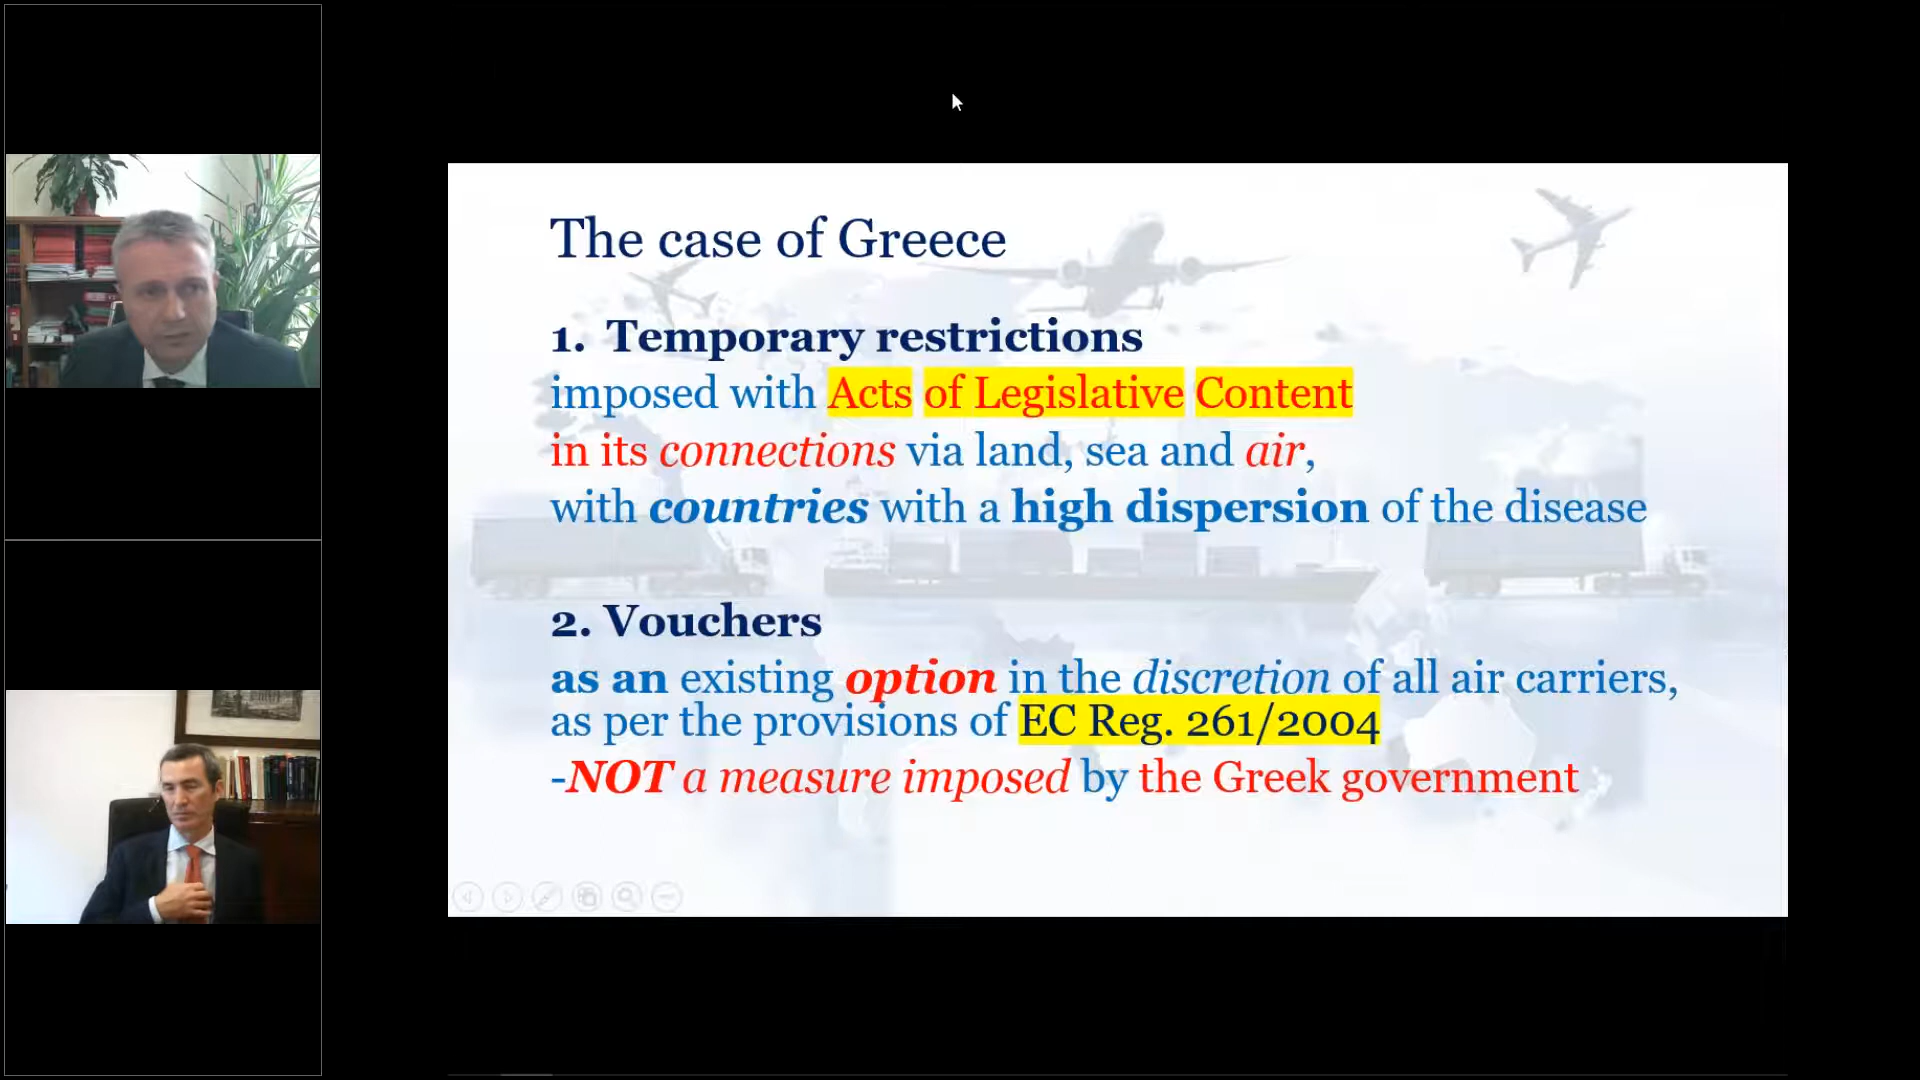 The case of Greece
1. Temporary restrictions
imposed with Acts of Legislative Content
in its connections via land, sea and air,
with countries with a high dispersion of the disease
2. Vouchers
as an existing option in the discretion of all air carriers,
as per the provisions of EC Reg. 261/2004
-NOT a measure imposed by the Greek government